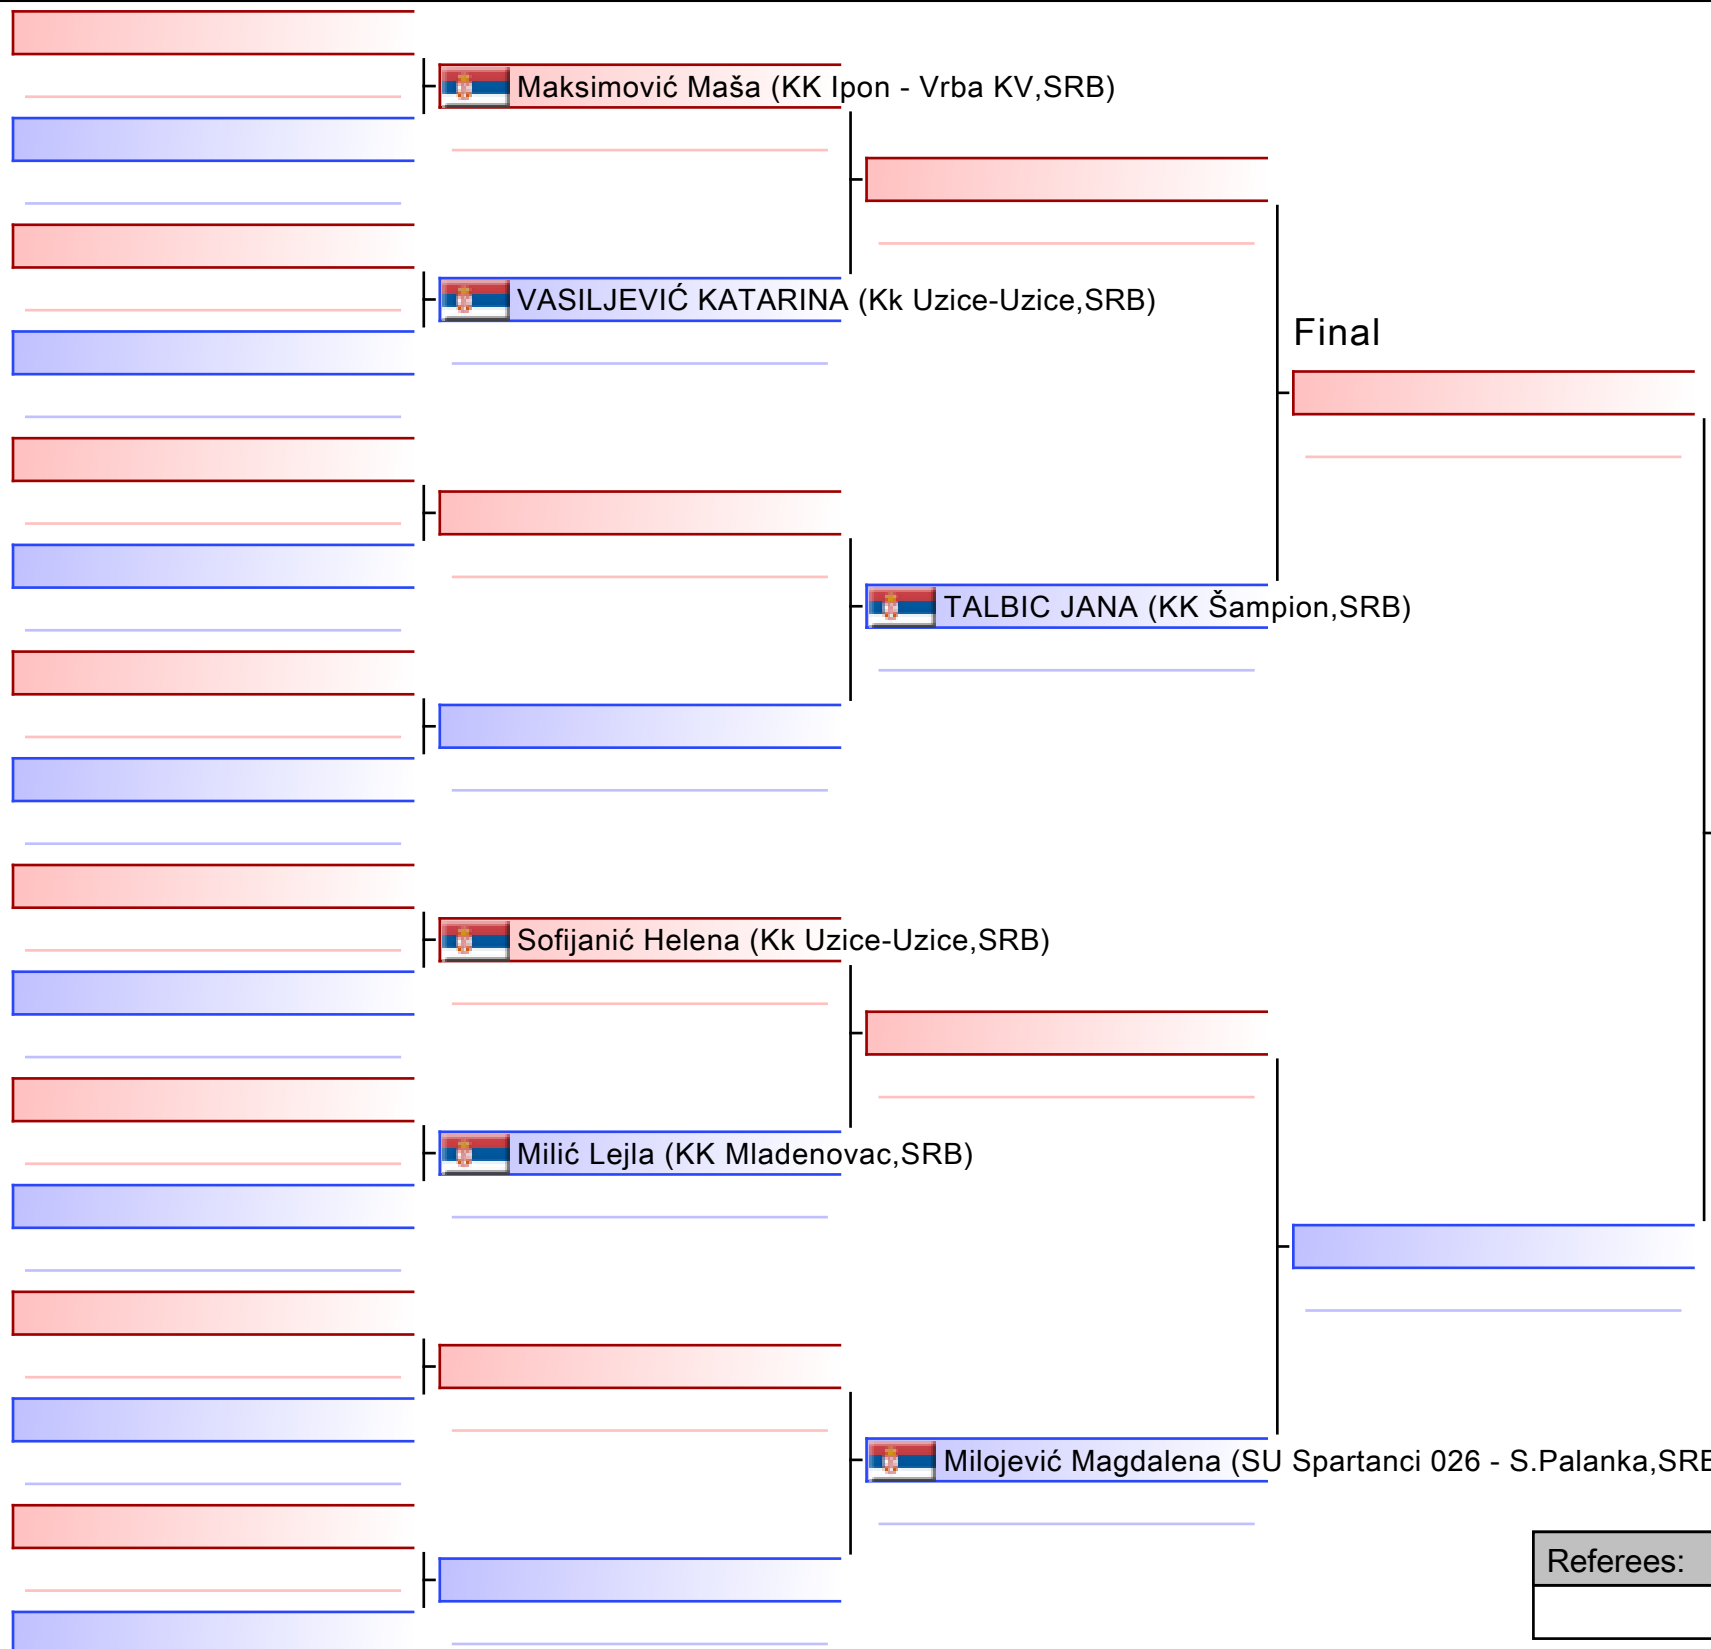 Maksimović Maša (KK Ipon - Vrba KV,SRB)
VASILJEVIĆ KATARINA (Kk Uzice-Uzice,SRB)
Final
TALBIC JANA (KK Šampion,SRB)
Sofijanić Helena (Kk Uzice-Uzice,SRB)
Milić Lejla (KK Mladenovac,SRB)
Milojević Magdalena (SU Spartanci 026 - S.Palanka,SRB
Referees: